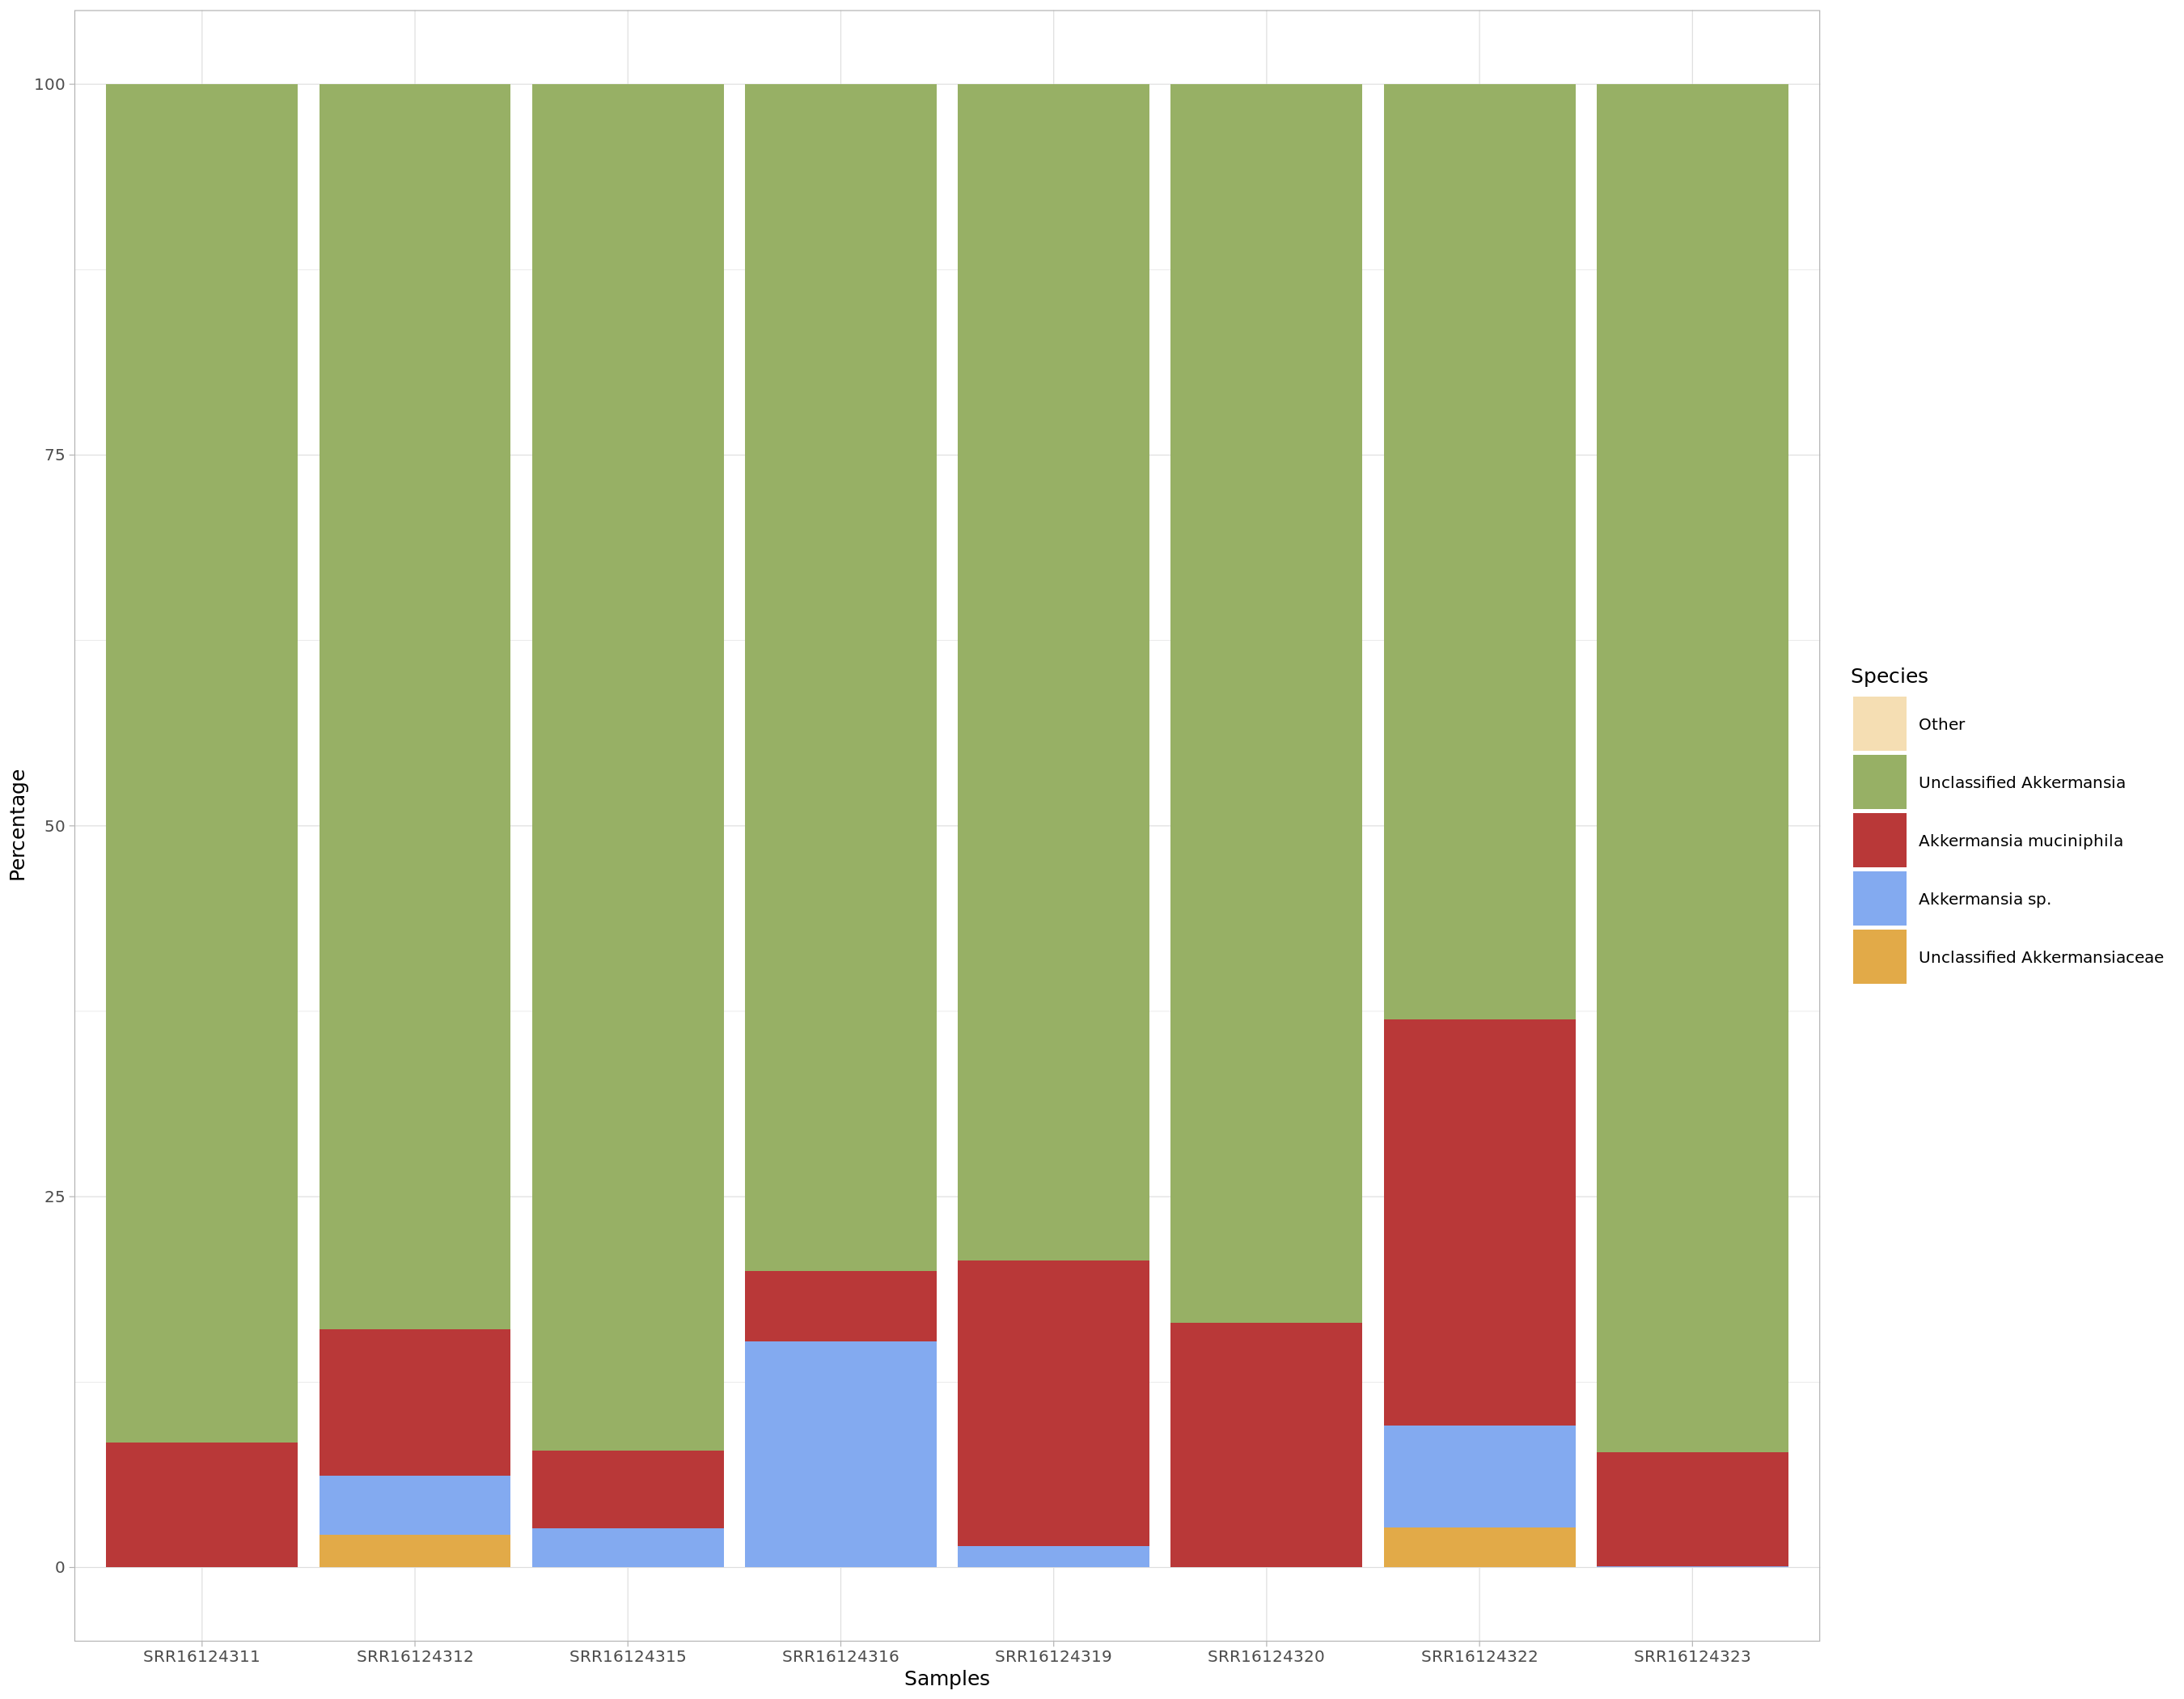 Percentage
100
75
50
25
0
SRR16124311 SRR16124312 SRR16124315 SRR16124316 SRR16124319 SRR16124320 SRR16124322 SRR16124323
Samples
Species
Other
Unclassified Akkermansia
Akkermansia muciniphila
Akkermansia sp.
Unclassified Akkermansiaceae